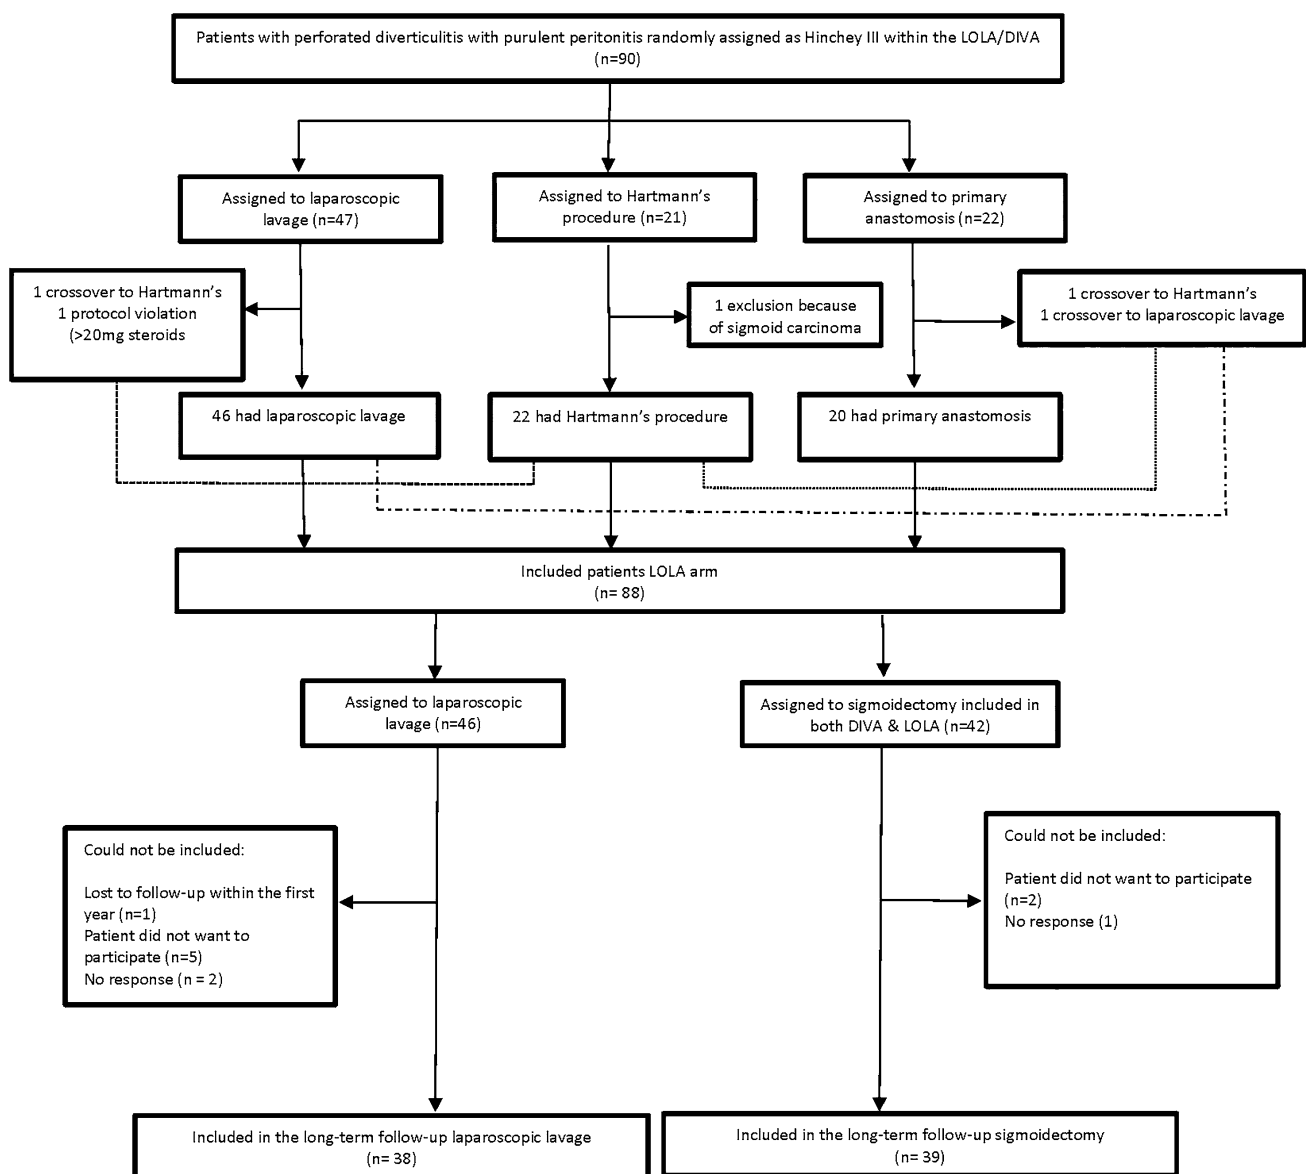 Patients with perforated diverticulitis with purulent peritonitis randomly assigned as Hinchey III within the LOLA/DIVA
(n=90)
Assigned to laparoscopic
lavage (n=47)
Assigned to Hartmann's
procedure (n=21)
Assigned to primary
anastomosis (n=22)
1 crossover to Hartmann's
1 protocol violation
(>20mg steroids
1 exclusion because
of sigmoid carcinoma
1 crossover to Hartmann's
1 crossover to laparoscopic lavage
46 had laparoscopic lavage
22 had Hartmann's procedure
20 had primary anastomosis
Included patients LOLA arm
(n= 88)
Assigned to laparoscopic
lavage (n=46)
Assigned to sigmoidectomy included in
both DIVA & LOLA (n=42)
Could not be included:
Lost to follow-up within the first
year (n=1)
Patient did not want to
participate (n=5)
No response (n = 2)
Could not be included:
Patient did not want to participate
(n=2)
No response (1)
Included in the long-term follow-up laparoscopic lavage
(n= 38)
Included in the long-term follow-up sigmoidectomy
(n= 39)